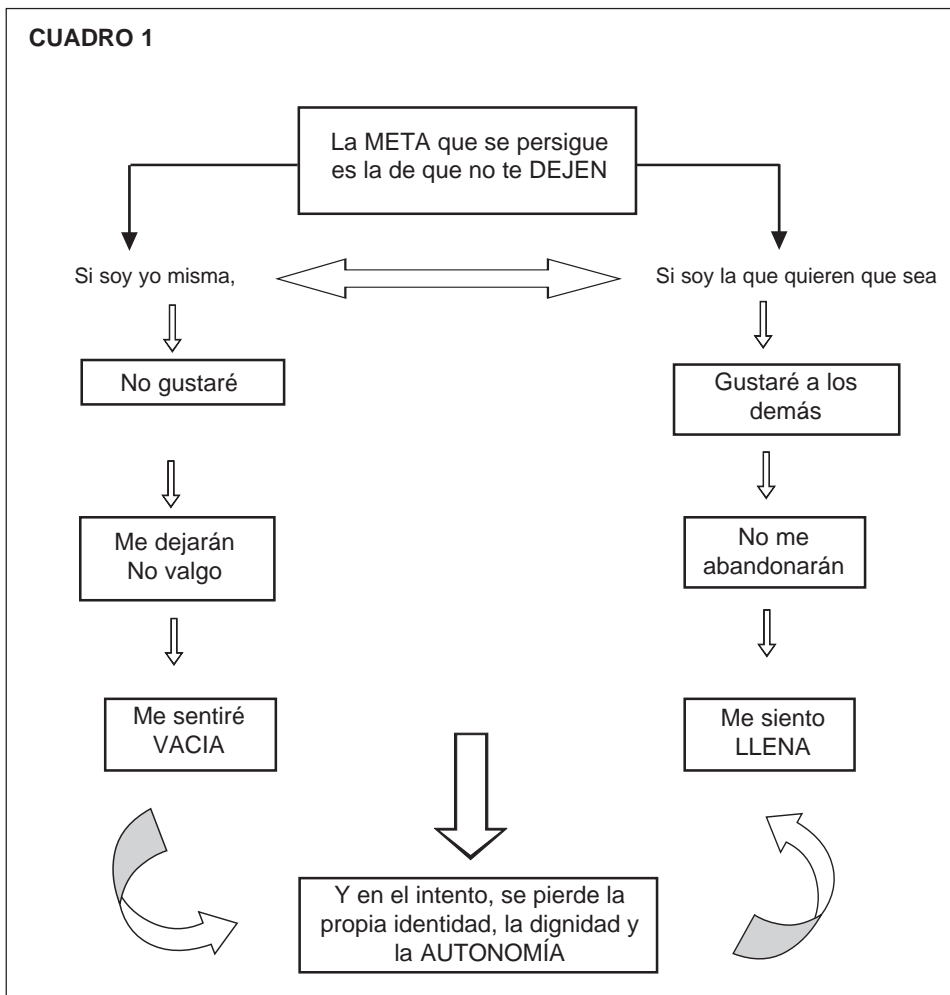 CUADRO 1
La META que se persigue
es la de que no te DEJEN
Si soy yo misma,
Si soy la que quieren que sea
No gustaré
Gustaré a los
demás
Me dejarán
No valgo
No me
abandonarán
Me sentiré
VACIA
Me siento
LLENA
Y en el intento, se pierde la
propia identidad, la dignidad y
la AUTONOMÍA